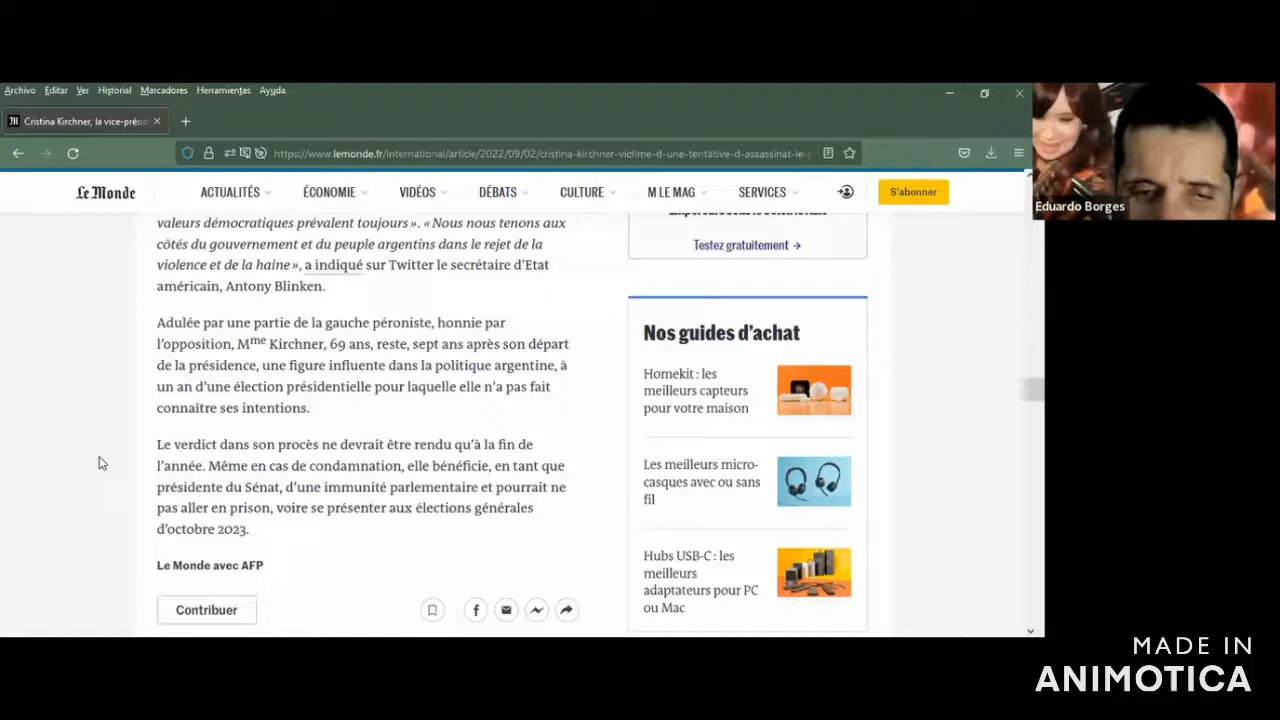 Archivo Editar Ver Historial Marcadores Herramientas Ayuda
Cristina Kirchner, la vice-présid
https://www.lemonde.fr/international/article/2022/09/02/cristina-kirchner-victime-d-une-tentative-d-assassinat-le-p
Le Monde ACTUALITÉS ÉCONOMIE VIDÉOS DÉBATS CULTURE M LE MAG SERVICES S'abonner
Eduardo Borges
valeurs démocratiques prévalent toujours ». « Nous nous tenons aux
côtés du gouvernement et du peuple argentins dans le rejet de la
violence et de la haine », a indiqué sur Twitter le secrétaire d'Etat
américain, Antony Blinken.
Adulée par une partie de la gauche péroniste, honnie par
l'opposition, Mme Kirchner, 69 ans, reste, sept ans après son départ
de la présidence, une figure influente dans la politique argentine, à
un an d'une élection présidentielle pour laquelle elle n'a pas fait
connaître ses intentions.
Le verdict dans son procès ne devrait être rendu qu'à la fin de
l'année. Même en cas de condamnation, elle bénéficie, en tant que
présidente du Sénat, d'une immunité parlementaire et pourrait ne
pas aller en prison, voire se présenter aux élections générales
d'octobre 2023.
Le Monde avec AFP
Contribuer
Testez gratuitement →
Nos guides d'achat
Homekit : les
meilleurs capteurs
pour votre maison
Les meilleurs micro-
casques avec ou sans
fil
Hubs USB-C : les
meilleurs
adaptateurs pour PC
ou Mac
MADE IN
ANIMOTICA